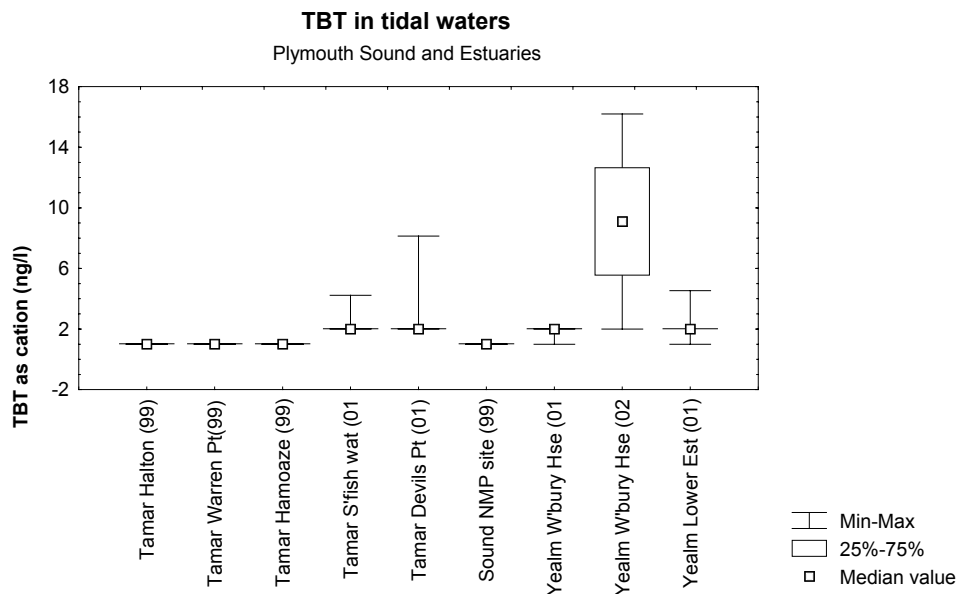 TBT in tidal waters
Plymouth Sound and Estuaries
TBT as cation (ng/l)
18
14
10
6
2
-2
Tamar Halton (99)
Tamar Warren Pt(99)
Tamar Hamoaze (99)
Tamar S'fish wat (01
Tamar Devils Pt (01)
Sound NMP site (99)
Yealm W'bury Hse (01
Yealm W'bury Hse (02
Yealm Lower Est (01)
Min-Max
25%-75%
Median value